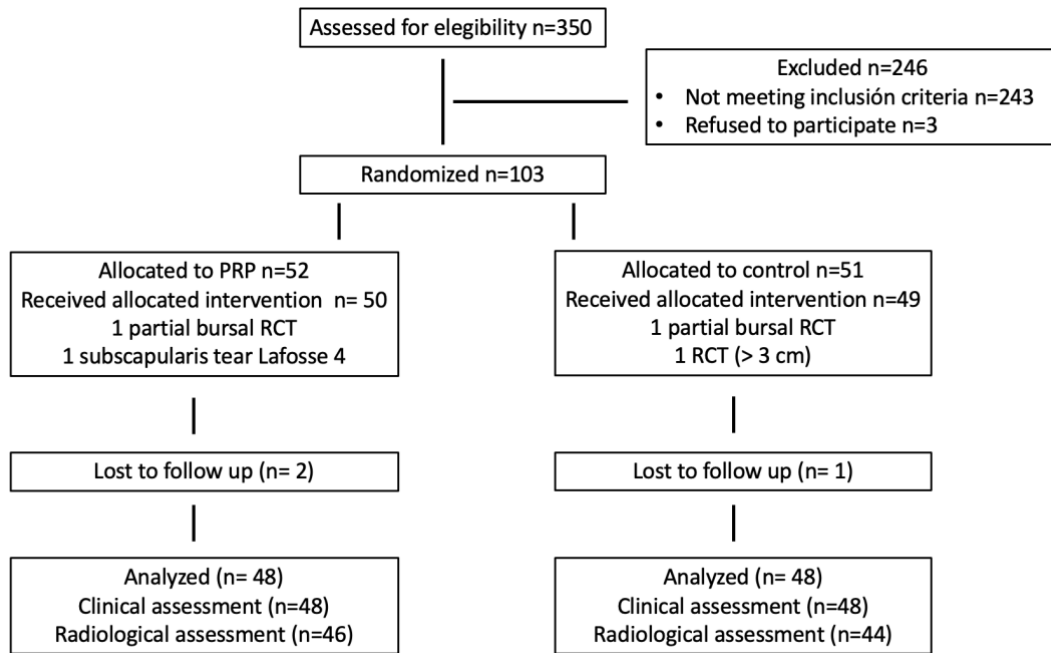 Assessed for elegibility n=350
Excluded n=246
• Not meeting inclusión criteria n=243
• Refused to participate n=3
Randomized n=103
Allocated to PRP n=52
Received allocated intervention n= 50
1 partial bursal RCT
1 subscapularis tear Lafosse 4
Allocated to control n=51
Received allocated intervention n=49
1 partial bursal RCT
1 RCT (> 3 cm)
Lost to follow up (n= 2)
Lost to follow up (n= 1)
Analyzed (n= 48)
Clinical assessment (n=48)
Radiological assessment (n=46)
Analyzed (n= 48)
Clinical assessment (n=48)
Radiological assessment (n=44)